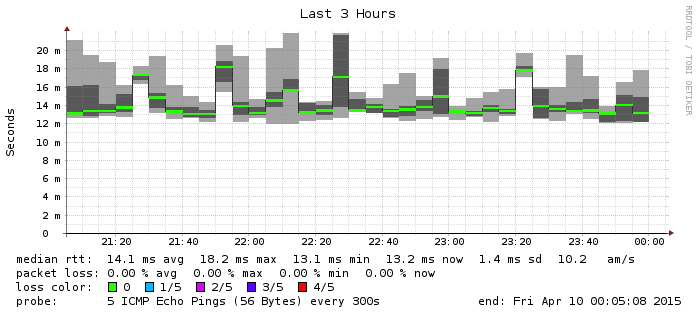 Last 3 Hours
RRDTOOL / TOBI OETIKER
Seconds
20 m
18 m
16 m
14 m
12 m
10 m
8 m
6 m
4 m
2 m
0
21:20 21:40 22:00 22:20 22:40 23:00 23:20 23:40 00:00
median rtt: 14.1 ms avg 18.2 ms max 13.1 ms min 13.2 ms now 1.4 ms sd 10.2 am/s
packet loss: 0.00 % avg 0.00 % max 0.00 % min 0.00 % now
loss color: 0 1/5 2/5 3/5 4/5
probe: 5 ICMP Echo Pings (56 Bytes) every 300s end: Fri Apr 10 00:05:08 2015